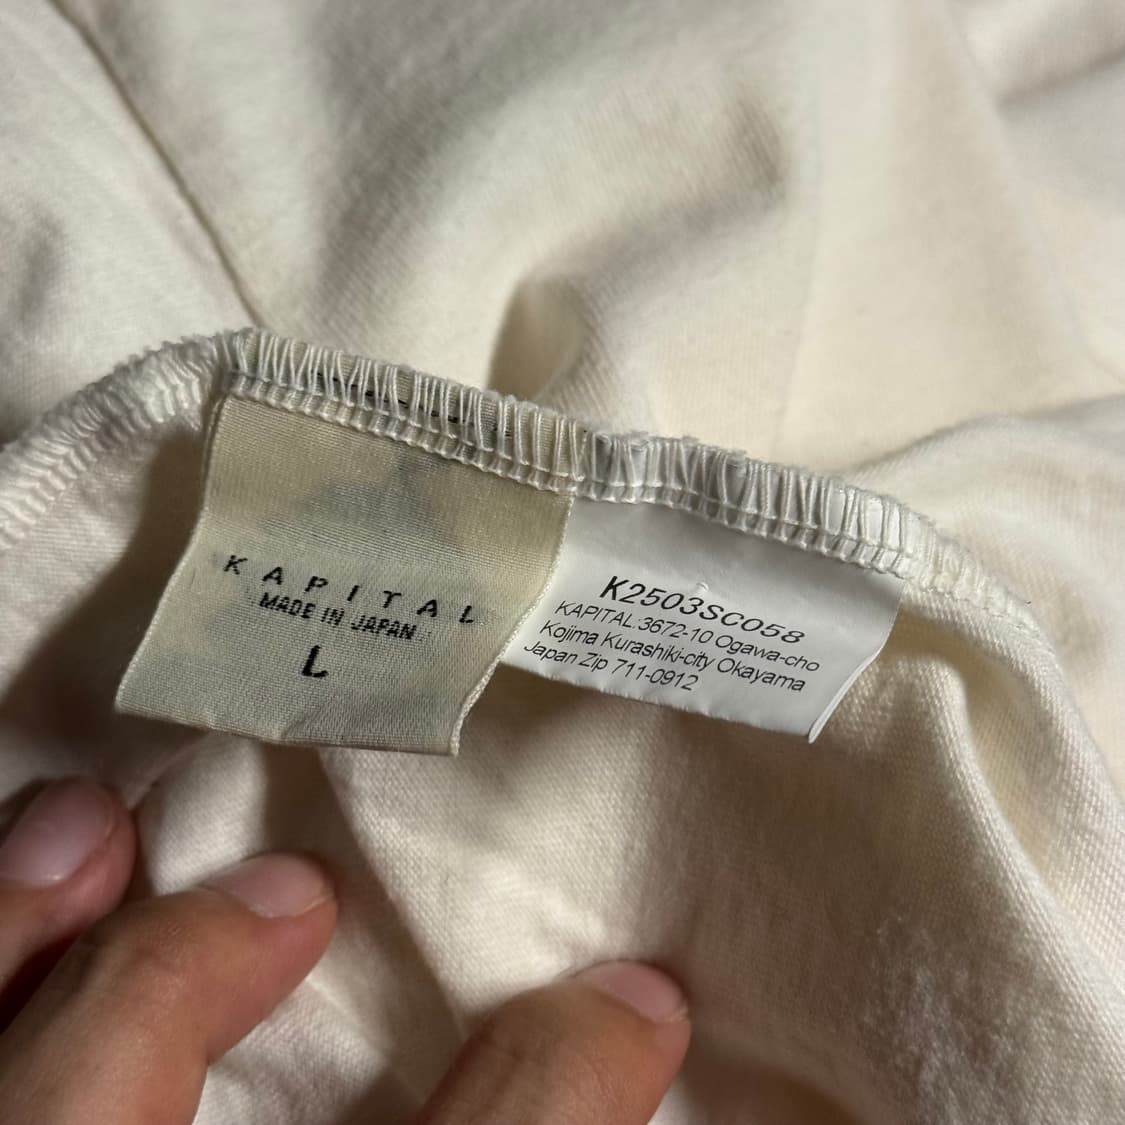 KAPITAL
MADE IN JAPAN
L
K2503SC058
KAPITAL:3672-10 Ogawa-cho
Kojima Kurashiki-city Okayama
Japan Zip 711-0912